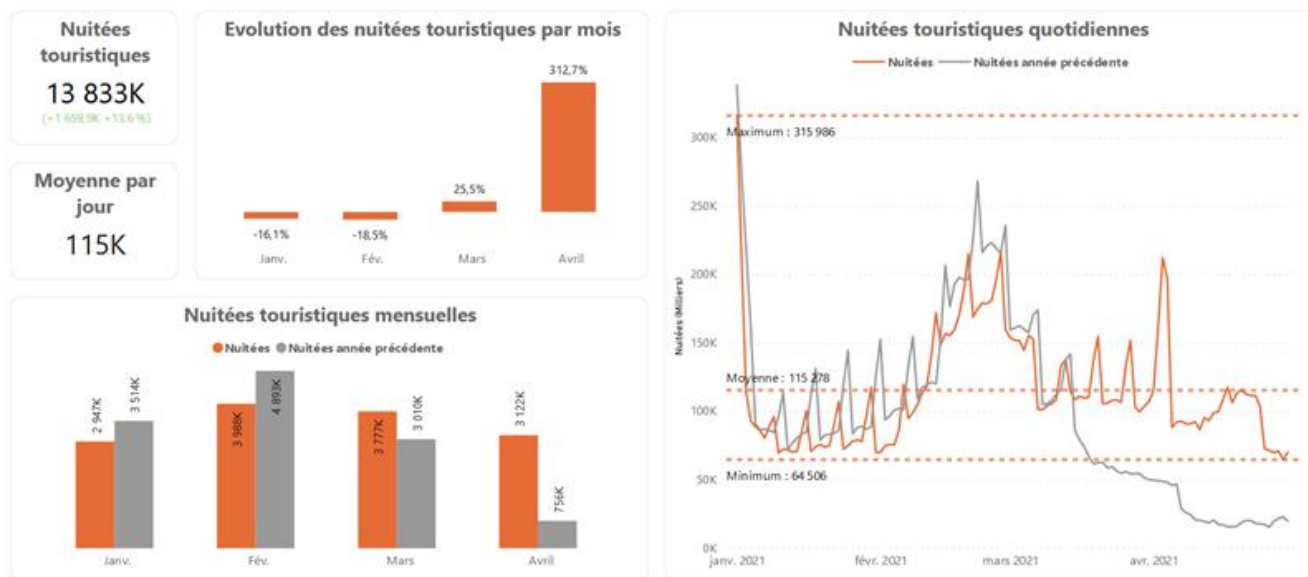 Nuitées
touristiques
13 833K
(+1 659,9K +13.6%)
Moyenne par
jour
115K
Evolution des nuitées touristiques par mois
312,7%
25,5%
-16,1%
-18,5%
Janv.
Fév.
Mars
Avril
Nuitées touristiques mensuelles
Nuitées
Nuitées année précédente
2 947K
3 514K
3 988K
4 893K
3 777K
3 010K
3 122K
756K
Janv.
Fév.
Mars
Avril
Nuitées touristiques quotidiennes
Nuitées
Nuitées année précédente
Nuitées (Milliers)
300K
250K
200K
150K
100K
50K
0K
Maximum : 315 986
Moyenne : 115 278
Minimum : 64 506
janv. 2021
févr. 2021
mars 2021
avr. 2021